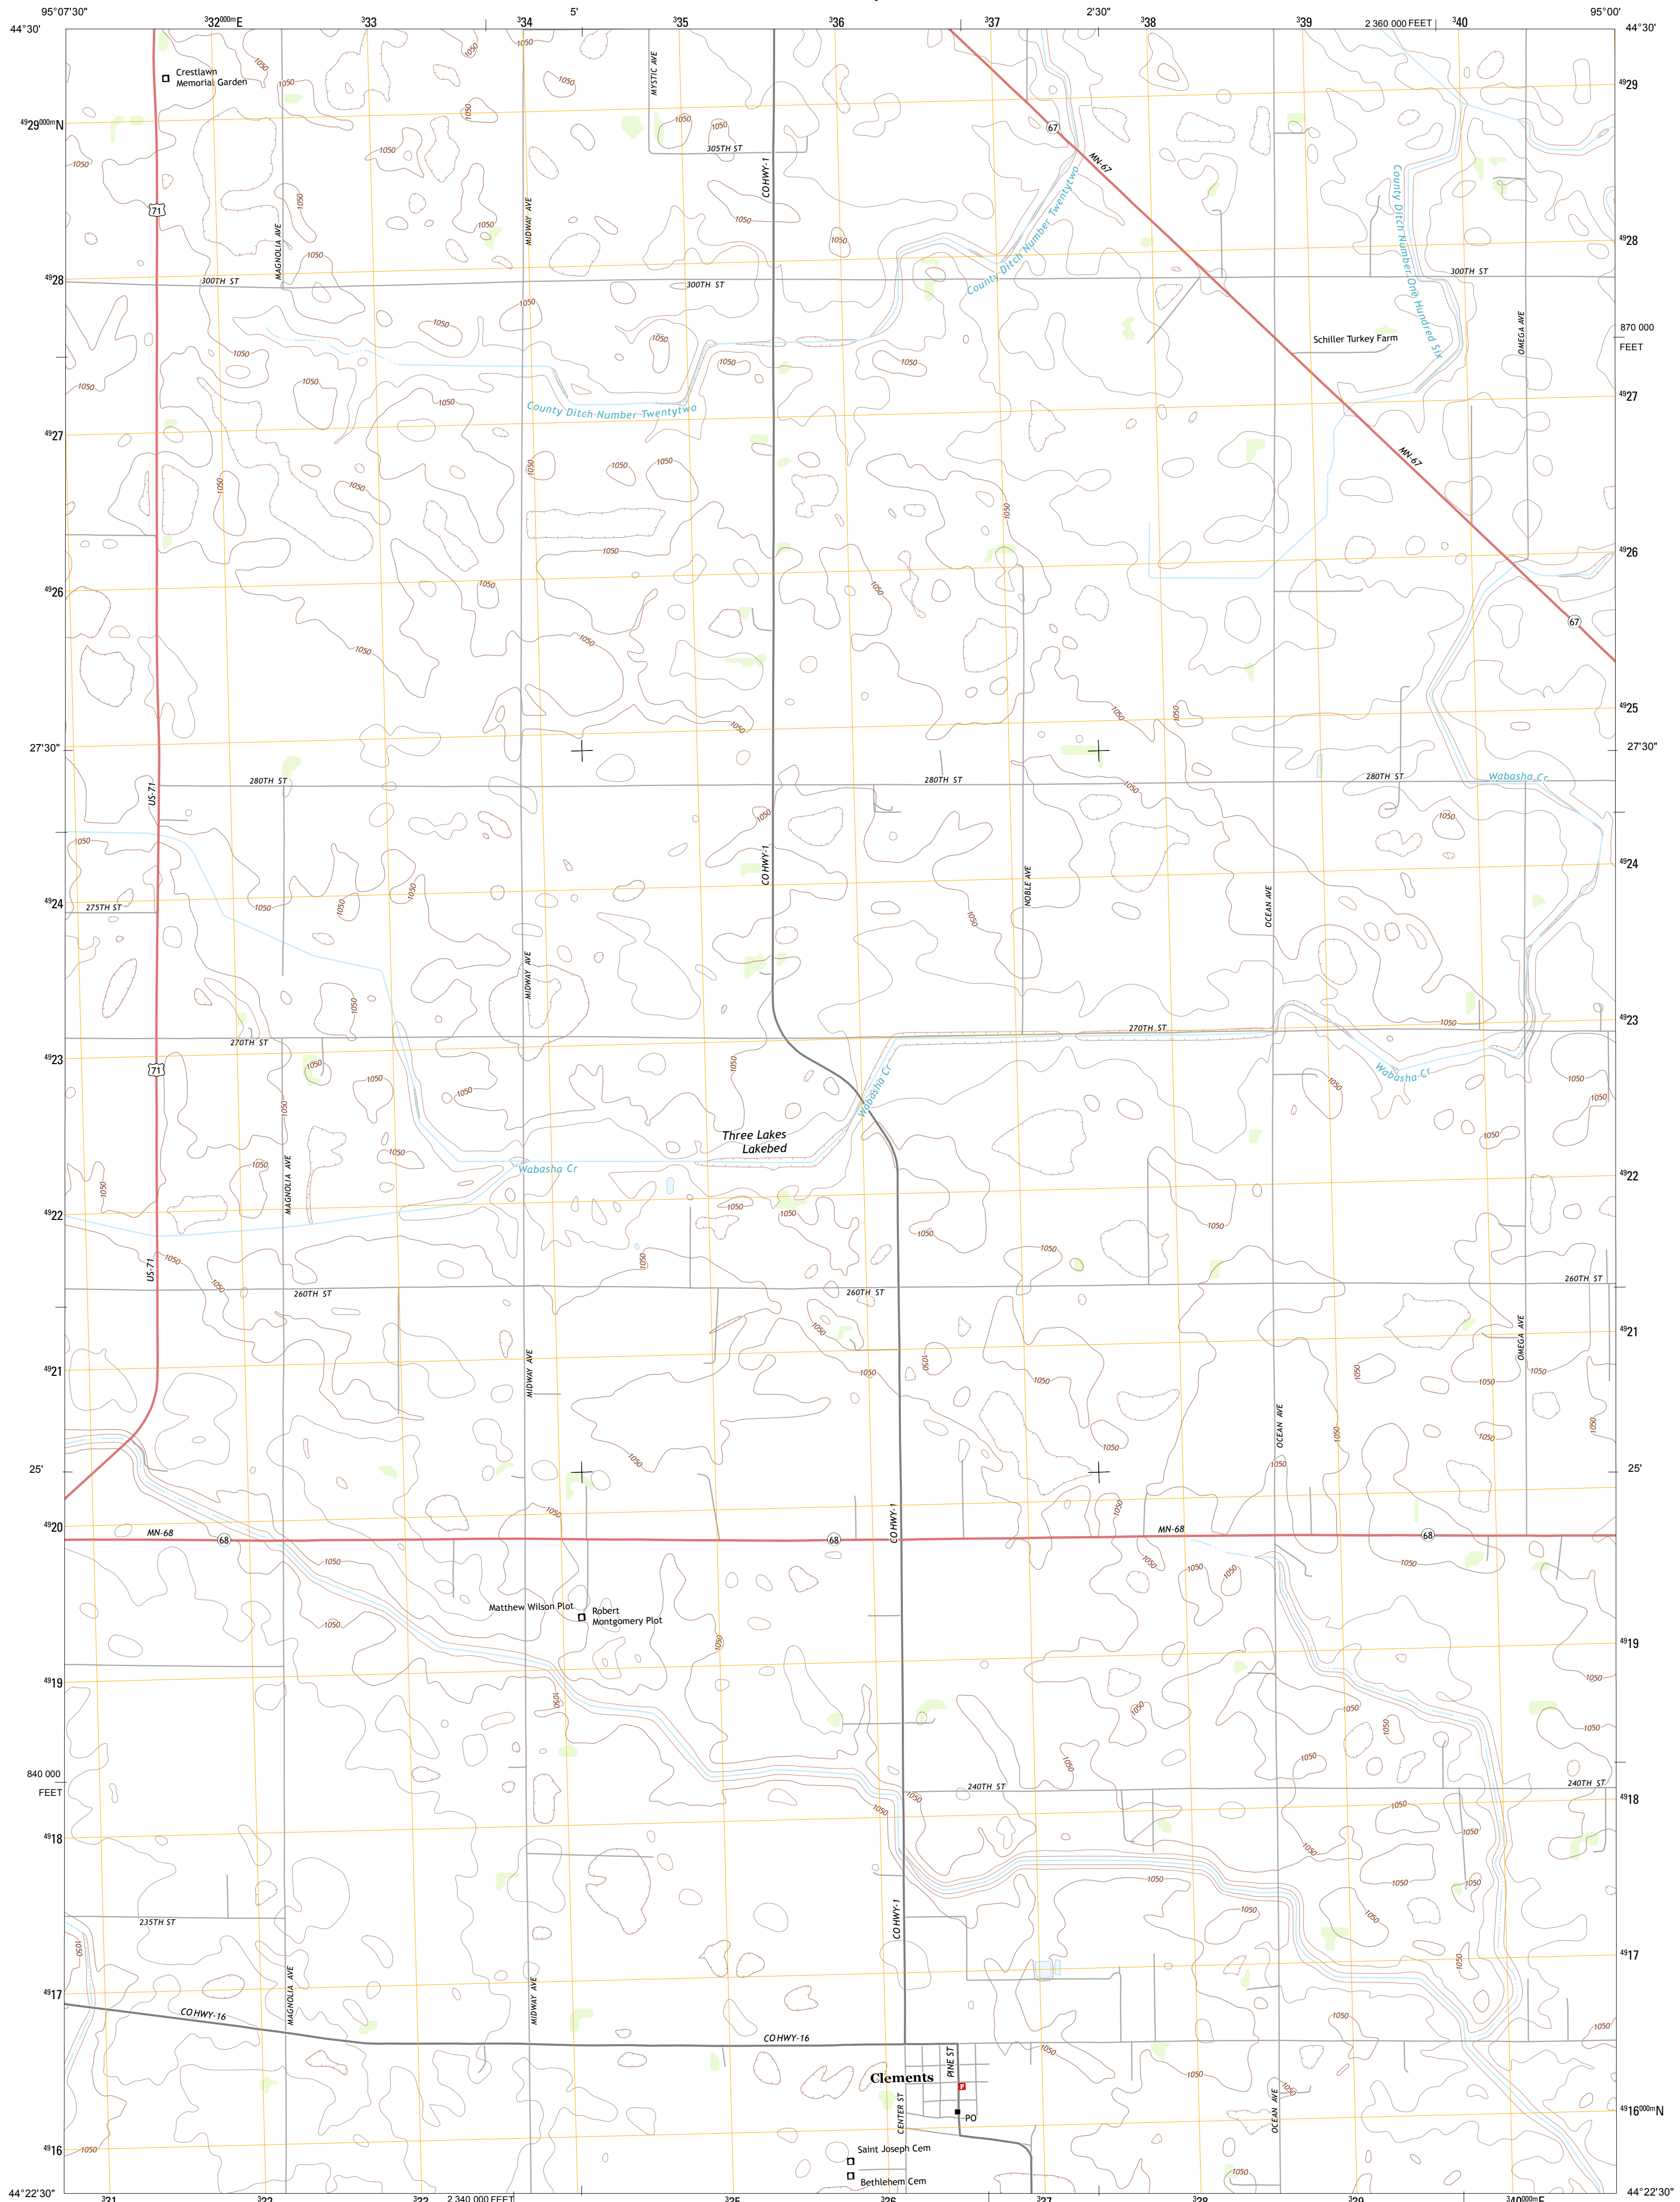 95°07'30"
³32⁰⁰⁰ᵐE
³33
³34
5'
³35
³36
³37
2'30"
³38
³39
2 360 000 FEET
³40
95°00'
44°30'
44°30'
Crestlawn
Memorial Garden
MYSTIC AVE
⁴⁹29
⁴⁹29⁰⁰⁰ᵐN
305TH ST
67
MN-67
CO HWY-1
County Ditch Number Twentytwo
County Ditch Number One Hundred Six
71
MIDWAY AVE
MAGNOLIA AVE
⁴⁹28
⁴⁹28
300TH ST
300TH ST
300TH ST
870 000
FEET
OMEGA AVE
Schiller Turkey Farm
County Ditch Number Twentytwo
⁴⁹27
⁴⁹27
MN-67
⁴⁹26
⁴⁹26
67
⁴⁹25
27'30"
27'30"
280TH ST
280TH ST
280TH ST
Wabasha Cr
US-71
CO HWY-1
NOBLE AVE
OCEAN AVE
⁴⁹24
⁴⁹24
275TH ST
MIDWAY AVE
270TH ST
270TH ST
⁴⁹23
⁴⁹23
71
Wabasha Cr
Wabasha Cr
Three Lakes
Lakebed
Wabasha Cr
MAGNOLIA AVE
⁴⁹22
⁴⁹22
US-71
260TH ST
260TH ST
260TH ST
OMEGA AVE
⁴⁹21
⁴⁹21
MIDWAY AVE
OCEAN AVE
25'
25'
⁴⁹20
CO HWY-1
MN-68
68
68
MN-68
68
Matthew Wilson Plot
Robert
Montgomery Plot
⁴⁹19
⁴⁹19
840 000
FEET
240TH ST
240TH ST
⁴⁹18
⁴⁹18
CO HWY-1
235TH ST
⁴⁹17
⁴⁹17
MAGNOLIA AVE
MIDWAY AVE
CO HWY-16
CO HWY-16
PINE ST
Clements
F
CENTER ST
PO
OCEAN AVE
⁴⁹16⁰⁰⁰ᵐN
⁴⁹16
Saint Joseph Cem
Bethlehem Cem
44°22'30"
44°22'30"
2 340 000 FEET
1050